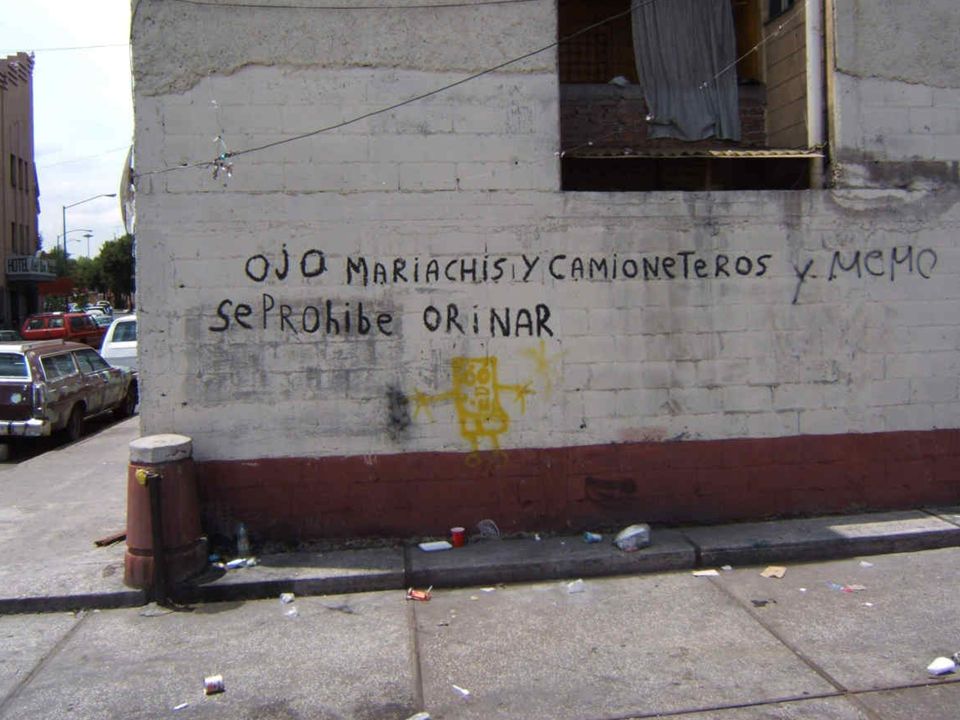 OJO MARIACHIS Y CAMIONETEROS Y MEMO
SE PROHIBE ORINAR
HOTEL